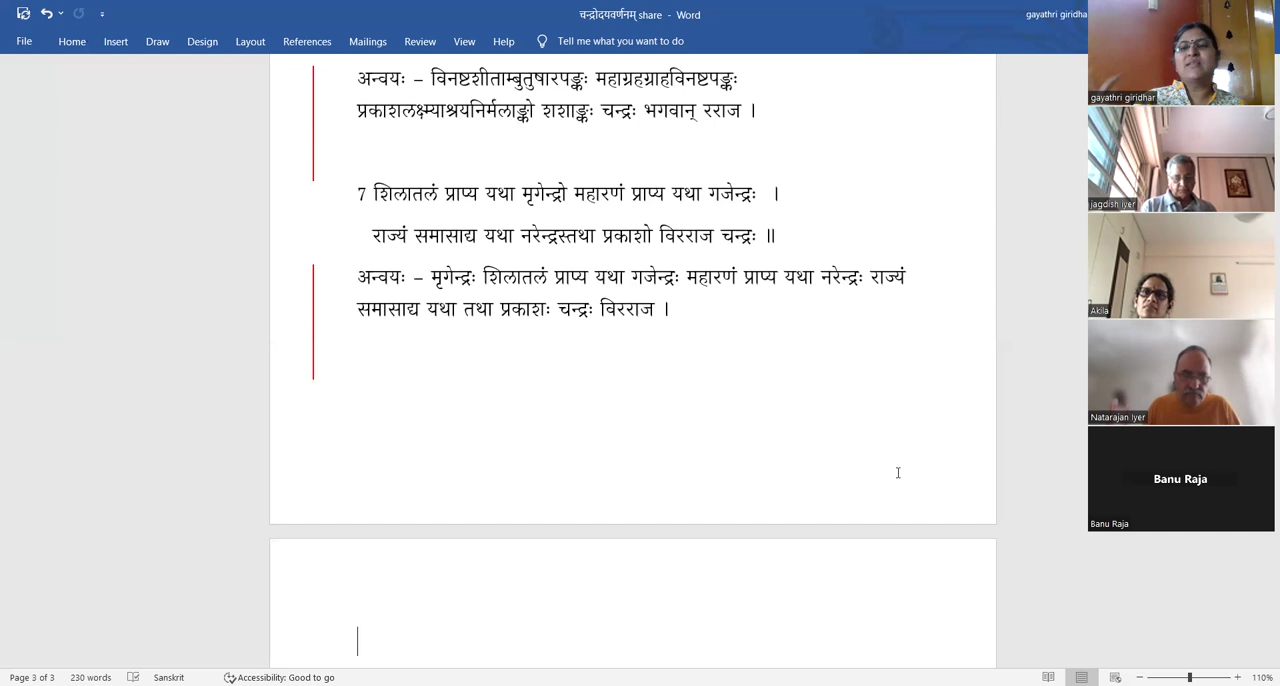 चन्द्रोदयवर्णनम् share - Word
gayathri giridha
File Home Insert Draw Design Layout References Mailings Review View Help Tell me what you want to do
अन्वयः – विनष्टशीताम्बुतुषारपङ्कः महाग्रहग्राहविनष्टपङ्कः
प्रकाशलक्ष्म्याश्रयनिर्मलाङ्को शशाङ्कः चन्द्रः भगवान् रराज ।
7 शिलातलं प्राप्य यथा मृगेन्द्रो महारणं प्राप्य यथा गजेन्द्रः ।
राज्यं समासाद्य यथा नरेन्द्रस्तथा प्रकाशो विरराज चन्द्रः ॥
अन्वयः – मृगेन्द्रः शिलातलं प्राप्य यथा गजेन्द्रः महारणं प्राप्य यथा नरेन्द्रः राज्यं
समासाद्य यथा तथा प्रकाशः चन्द्रः विरराज ।
gayathri giridhar
jagdish iyer
Akila
Natarajan Iyer
Banu Raja
Banu Raja
Page 3 of 3 230 words Sanskrit Accessibility: Good to go 110%